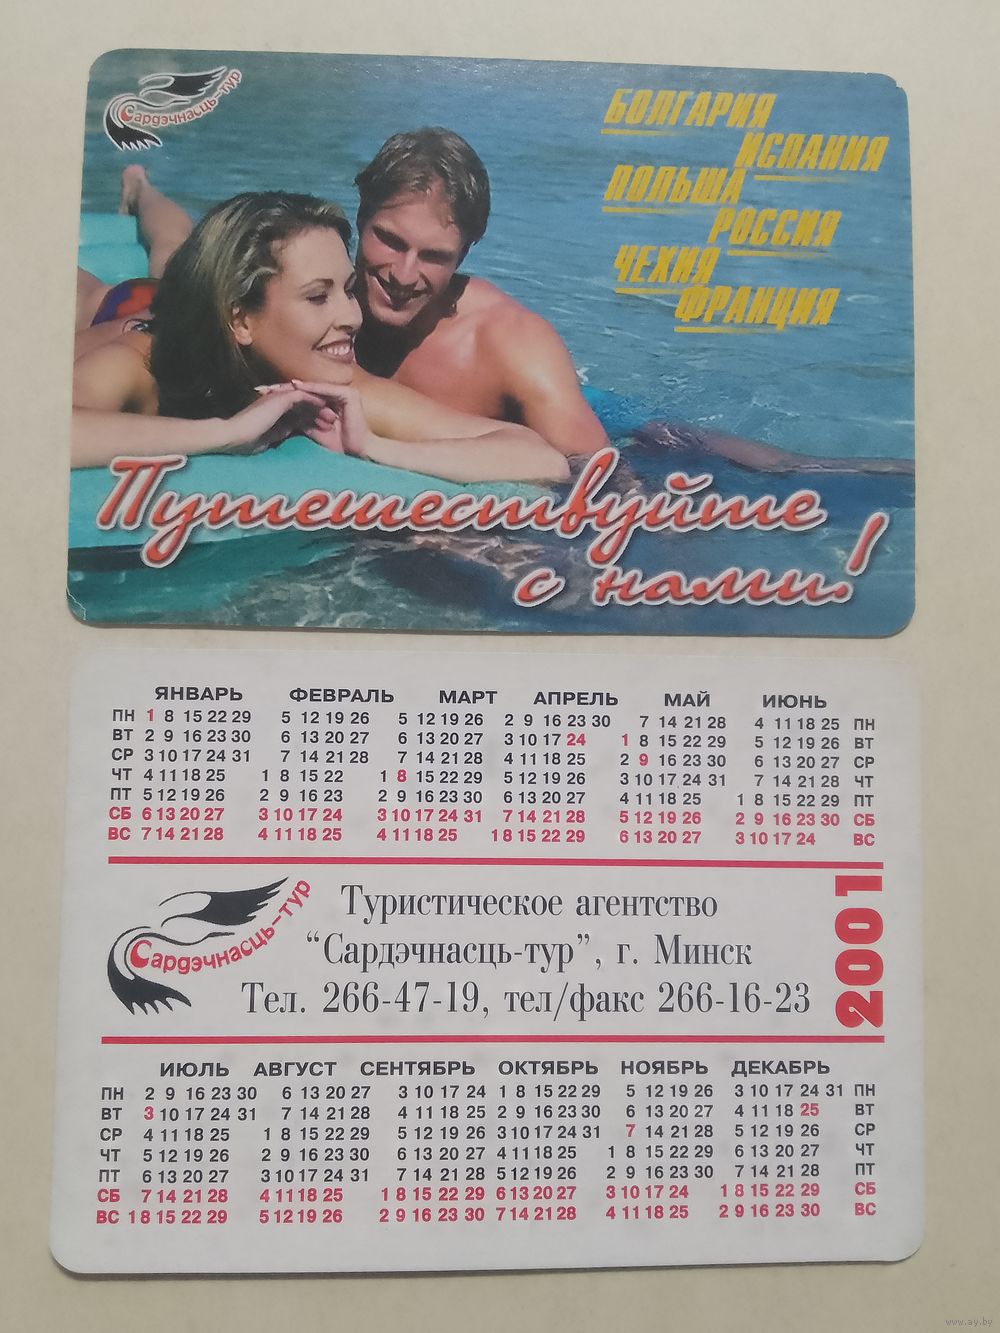 Сардэчнасць-тур
БОЛГАРИЯ
ИСПАНИЯ
ПОЛЬША
РОССИЯ
ЧЕХИЯ
ФРАНЦИЯ
Путешествуйте
с нами!
ЯНВАРЬ ФЕВРАЛЬ МАРТ АПРЕЛЬ МАЙ ИЮНЬ
ПН 1 8 15 22 29 5 12 19 26 5 12 19 26 2 9 16 23 30 7 14 21 28 4 11 18 25 ПН
ВТ 2 9 16 23 30 6 13 20 27 6 13 20 27 3 10 17 24 1 8 15 22 29 5 12 19 26 ВТ
СР 3 10 17 24 31 7 14 21 28 7 14 21 28 4 11 18 25 2 9 16 23 30 6 13 20 27 СР
ЧТ 4 11 18 25 1 8 15 22 1 8 15 22 29 5 12 19 26 3 10 17 24 31 7 14 21 28 ЧТ
ПТ 5 12 19 26 2 9 16 23 2 9 16 23 30 6 13 20 27 4 11 18 25 1 8 15 22 29 ПТ
СБ 6 13 20 27 3 10 17 24 3 10 17 24 31 7 14 21 28 5 12 19 26 2 9 16 23 30 СБ
ВС 7 14 21 28 4 11 18 25 4 11 18 25 1 8 15 22 29 6 13 20 27 3 10 17 24 ВС
Сардэчнасць-тур
Туристическое агентство
“Сардэчнасць-тур”, г. Минск
Тел. 266-47-19, тел/факс 266-16-23
2001
ИЮЛЬ АВГУСТ СЕНТЯБРЬ ОКТЯБРЬ НОЯБРЬ ДЕКАБРЬ
ПН 2 9 16 23 30 6 13 20 27 3 10 17 24 1 8 15 22 29 5 12 19 26 3 10 17 24 31 ПН
ВТ 3 10 17 24 31 7 14 21 28 4 11 18 25 2 9 16 23 30 6 13 20 27 4 11 18 25 ВТ
СР 4 11 18 25 1 8 15 22 29 5 12 19 26 3 10 17 24 31 7 14 21 28 5 12 19 26 СР
ЧТ 5 12 19 26 2 9 16 23 30 6 13 20 27 4 11 18 25 1 8 15 22 29 6 13 20 27 ЧТ
ПТ 6 13 20 27 3 10 17 24 31 7 14 21 28 5 12 19 26 2 9 16 23 30 7 14 21 28 ПТ
СБ 7 14 21 28 4 11 18 25 1 8 15 22 29 6 13 20 27 3 10 17 24 1 8 15 22 29 СБ
ВС 1 8 15 22 29 5 12 19 26 2 9 16 23 30 7 14 21 28 4 11 18 25 2 9 16 23 30 ВС
www.ay.by